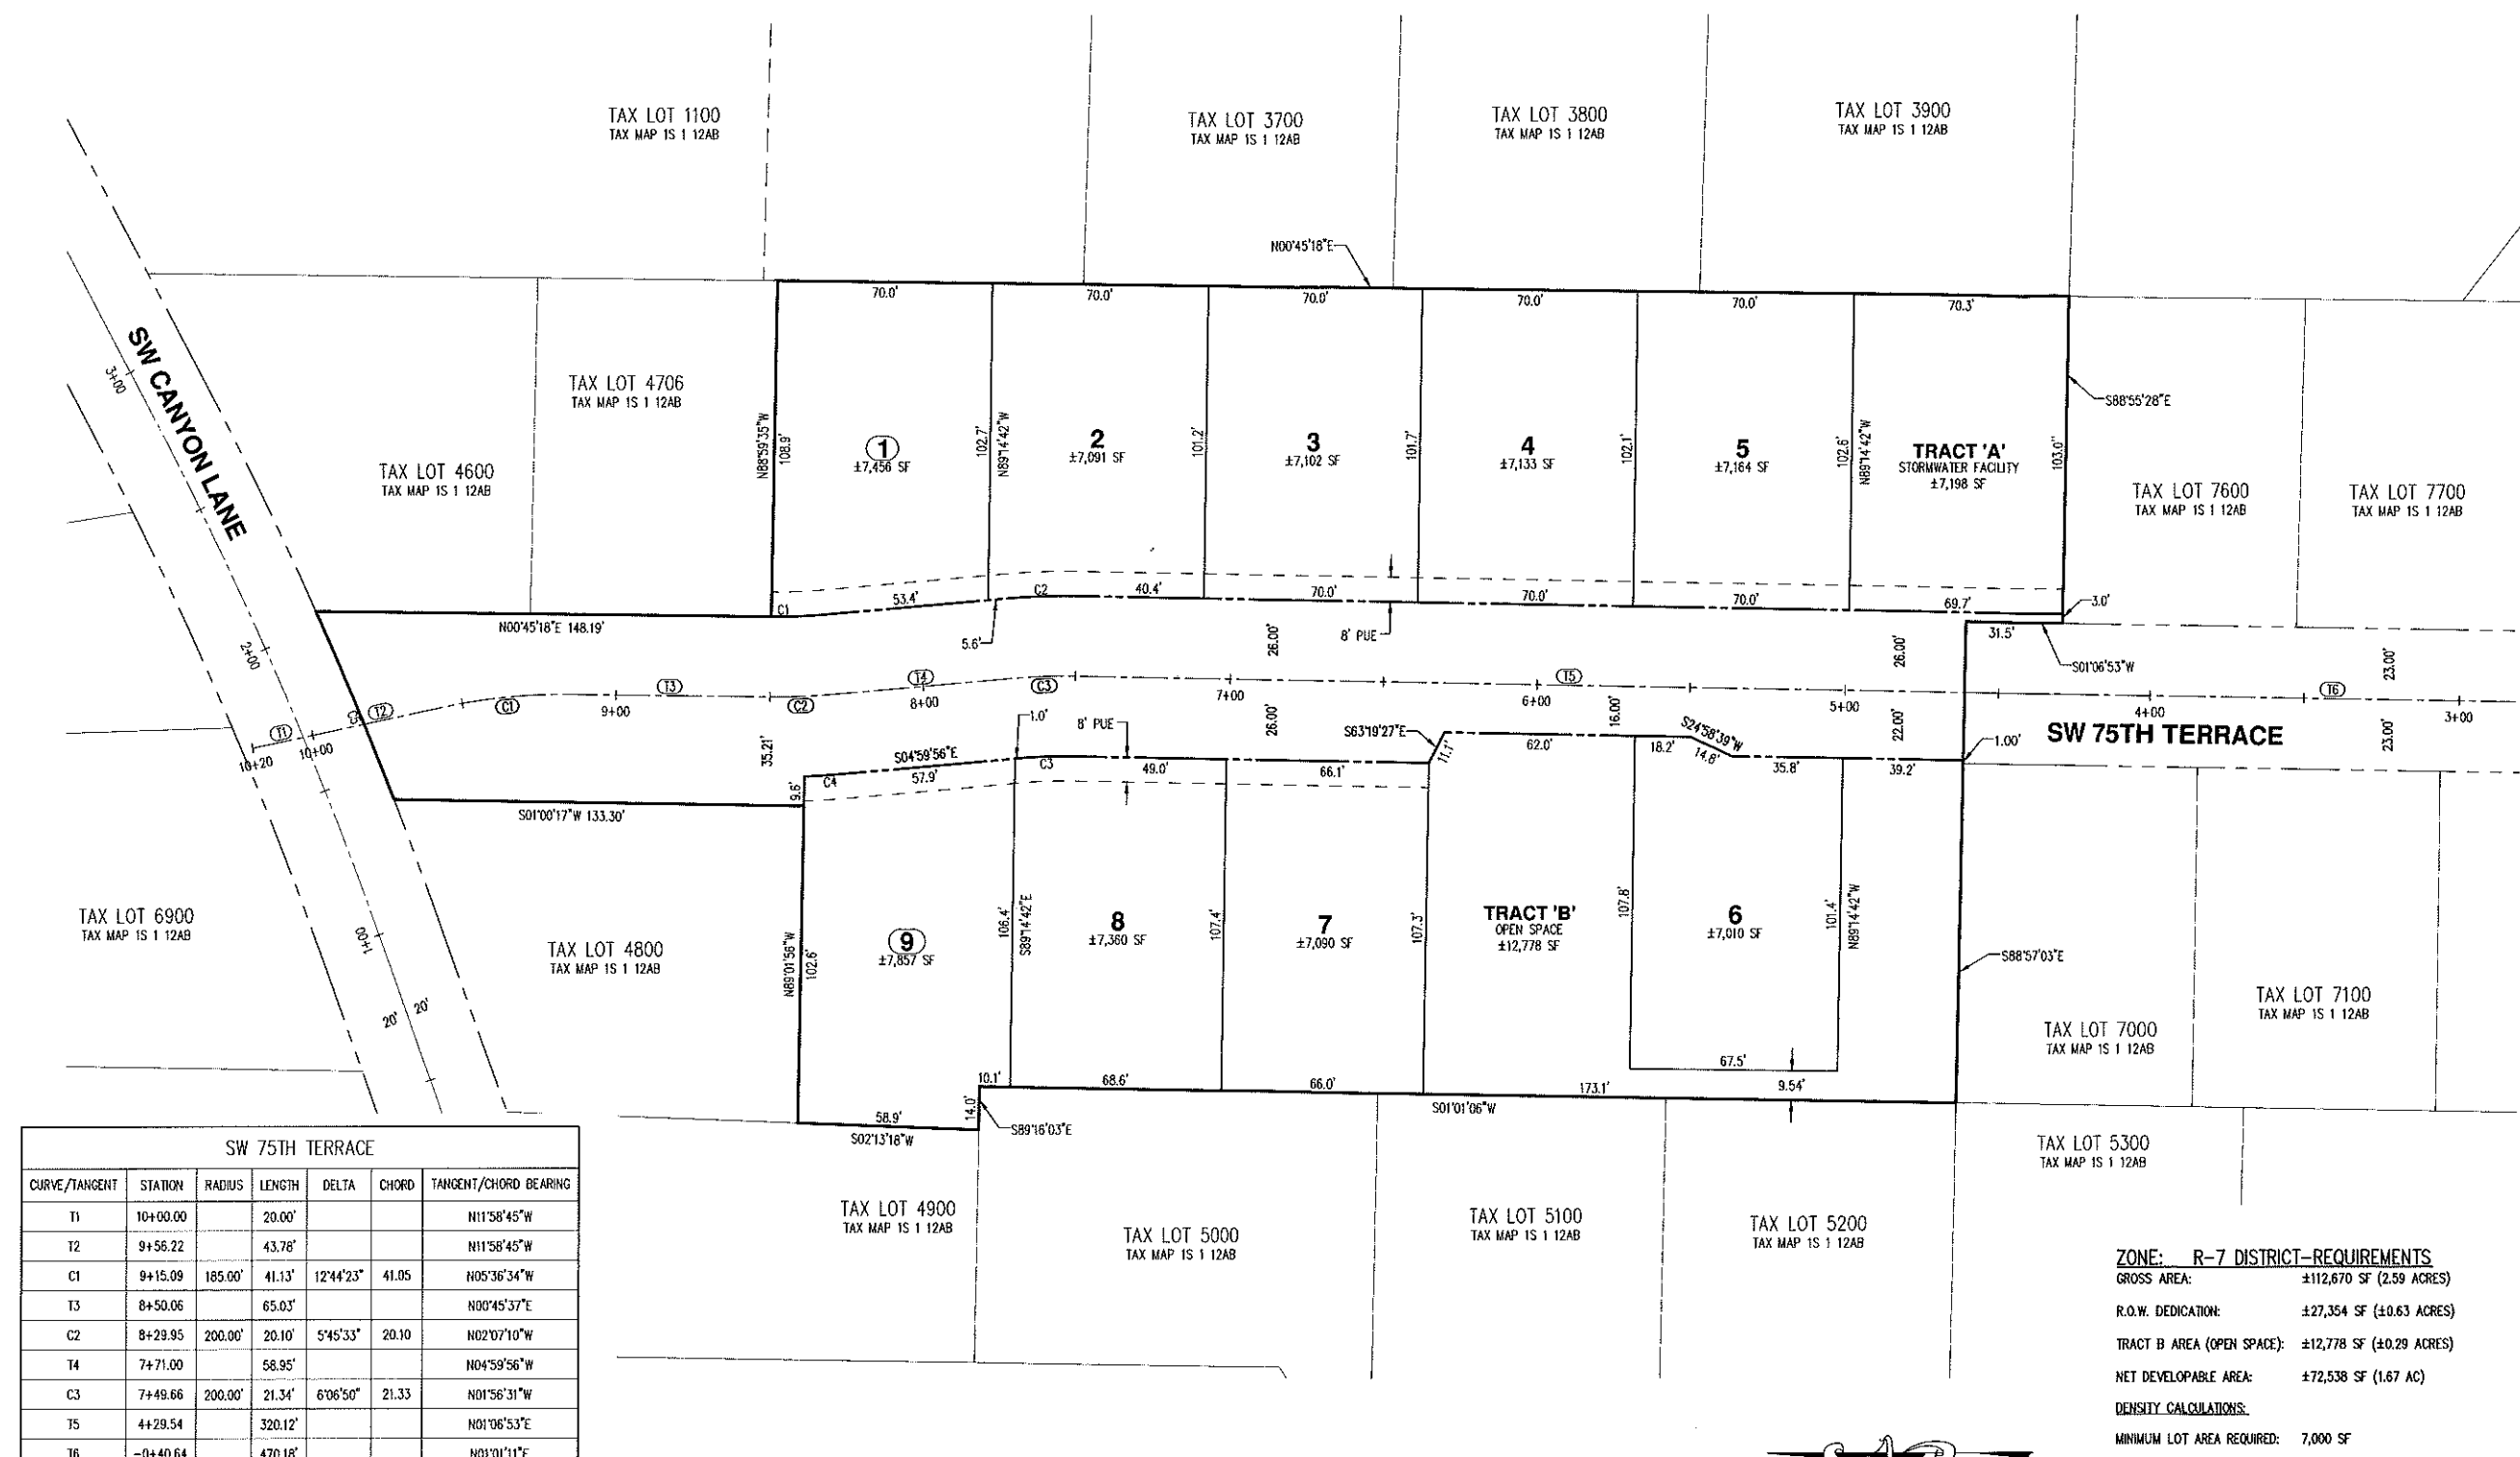 TAX LOT 1100
TAX MAP 1S 1 12AB
TAX LOT 3700
TAX MAP 1S 1 12AB
TAX LOT 3800
TAX MAP 1S 1 12AB
TAX LOT 3900
TAX MAP 1S 1 12AB
N00°45'18"E
70.0'
70.0'
70.0'
70.0'
70.0'
70.3'
SW CANYON LANE
3+00
2+00
1+00
20'
20'
TAX LOT 4706
TAX MAP 1S 1 12AB
TAX LOT 4600
TAX MAP 1S 1 12AB
N88°59'35"W
108.9'
1
±7,456 SF
102.7'
N89°14'42"W
2
±7,091 SF
101.2'
3
±7,102 SF
101.7'
4
±7,133 SF
102.1'
5
±7,164 SF
102.6'
N89°14'42"W
TRACT 'A'
STORMWATER FACILITY
±7,198 SF
103.0"
S88°55'28"E
TAX LOT 7600
TAX MAP 1S 1 12AB
TAX LOT 7700
TAX MAP 1S 1 12AB
C1
53.4'
C2
40.4'
70.0'
70.0'
70.0'
69.7'
3.0'
N00°45'18"E 148.19'
5.6'
26.00'
8' PUE
26.00'
31.5'
S01°06'53"W
23.00'
T1
T2
C1
T3
C2
T4
C3
T5
T6
10+20
10+00
9+00
8+00
7+00
6+00
5+00
4+00
3+00
SW 75TH TERRACE
35.21'
S04°59'56"E
1.0'
8' PUE
26.00'
S63°19'27"E
11.1'
16.00'
S24°58'39"W
22.00'
1.00'
23.00'
9.6'
C4
57.9'
C3
49.0'
66.1'
62.0'
18.2'
14.6'
35.8'
39.2'
S01°00'17"W 133.30'
TAX LOT 6900
TAX MAP 1S 1 12AB
TAX LOT 4800
TAX MAP 1S 1 12AB
N89°01'56"W
102.6'
9
±7,857 SF
106.4'
S89°14'42"E
8
±7,360 SF
107.4'
7
±7,090 SF
107.3'
TRACT 'B'
OPEN SPACE
±12,778 SF
107.8'
6
±7,010 SF
101.4'
N89°14'42"W
S88°57'03"E
TAX LOT 7000
TAX MAP 1S 1 12AB
TAX LOT 7100
TAX MAP 1S 1 12AB
10.1'
68.6'
66.0'
173.1'
67.5'
9.54'
58.9'
14.0'
S02°13'18"W
S89°16'03"E
S01°01'06"W
TAX LOT 4900
TAX MAP 1S 1 12AB
TAX LOT 5000
TAX MAP 1S 1 12AB
TAX LOT 5100
TAX MAP 1S 1 12AB
TAX LOT 5200
TAX MAP 1S 1 12AB
TAX LOT 5300
TAX MAP 1S 1 12AB
SW 75TH TERRACE
CURVE/TANGENT STATION RADIUS LENGTH DELTA CHORD TANGENT/CHORD BEARING
T1 10+00.00 20.00' N11°58'45"W
T2 9+56.22 43.78' N11°58'45"W
C1 9+15.09 185.00' 41.13' 12°44'23" 41.05 N05°36'34"W
T3 8+50.06 65.03' N00°45'37"E
C2 8+29.95 200.00' 20.10' 5°45'33" 20.10 N02°07'10"W
T4 7+71.00 58.95' N04°59'56"W
C3 7+49.66 200.00' 21.34' 6°06'50" 21.33 N01°56'31"W
T5 4+29.54 320.12' N01°06'53"E
T6 -0+40.64 470.18' N01°01'11"E
ZONE: R-7 DISTRICT-REQUIREMENTS
GROSS AREA: ±112,670 SF (2.59 ACRES)
R.O.W. DEDICATION: ±27,354 SF (±0.63 ACRES)
TRACT B AREA (OPEN SPACE): ±12,778 SF (±0.29 ACRES)
NET DEVELOPABLE AREA: ±72,538 SF (1.67 AC)
DENSITY CALCULATIONS:
MINIMUM LOT AREA REQUIRED: 7,000 SF